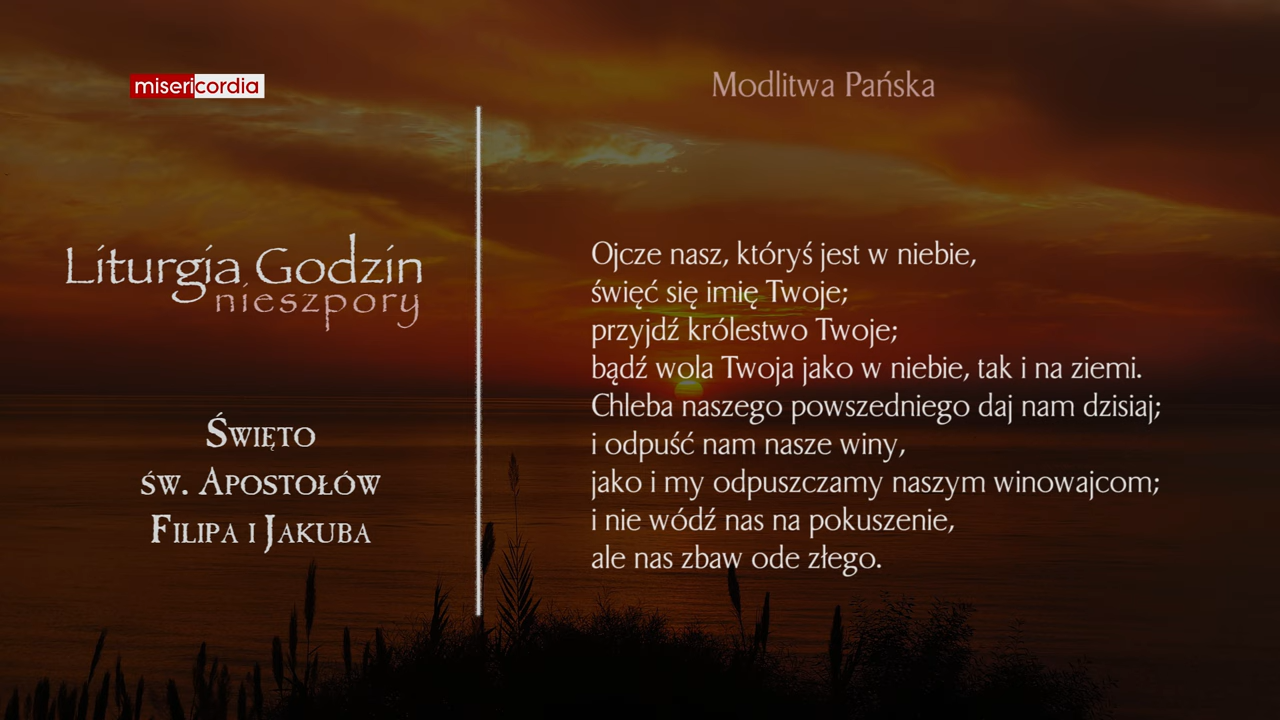 misericordia
Liturgia Godzin
nieszpory
Święto
św. Apostołów
Filipa i Jakuba
Modlitwa Pańska
Ojcze nasz, któryś jest w niebie,
święć się imię Twoje;
przyjdź królestwo Twoje;
bądź wola Twoja jako w niebie, tak i na ziemi.
Chleba naszego powszedniego daj nam dzisiaj;
i odpuść nam nasze winy,
jako i my odpuszczamy naszym winowajcom;
i nie wódź nas na pokuszenie,
ale nas zbaw ode złego.